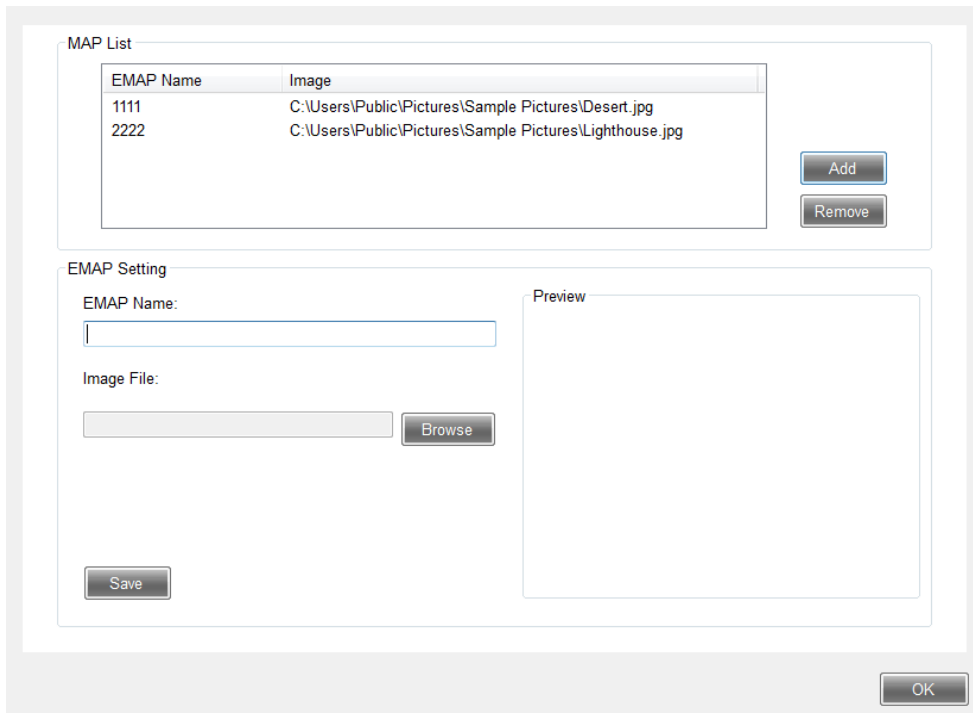 MAP List
EMAP Name Image
1111 C:\Users\Public\Pictures\Sample Pictures\Desert.jpg
2222 C:\Users\Public\Pictures\Sample Pictures\Lighthouse.jpg
Add
Remove
EMAP Setting
EMAP Name:
Preview
Image File:
Browse
Save
OK